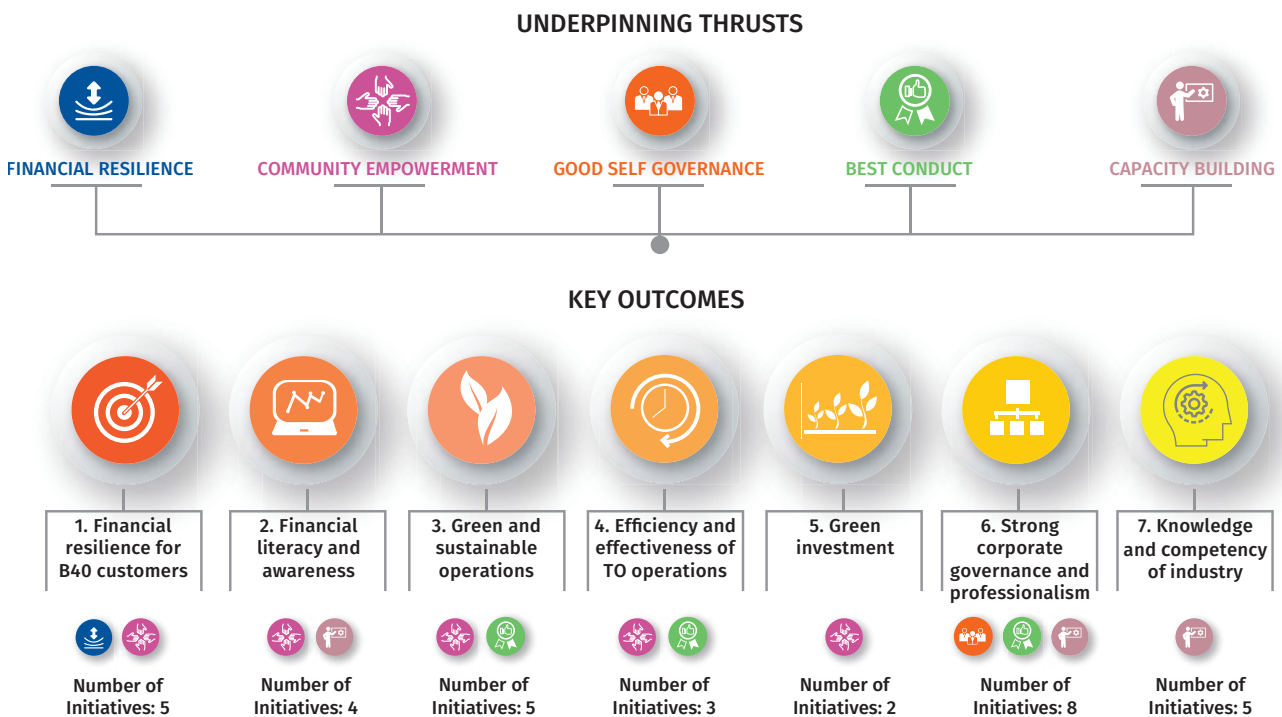 UNDERPINNING THRUSTS
FINANCIAL RESILIENCE
COMMUNITY EMPOWERMENT
GOOD SELF GOVERNANCE
BEST CONDUCT
CAPACITY BUILDING
KEY OUTCOMES
1. Financial
resilience for
B40 customers
2. Financial
literacy and
awareness
3. Green and
sustainable
operations
4. Efficiency and
effectiveness of
TO operations
5. Green
investment
6. Strong
corporate
governance and
professionalism
7. Knowledge
and competency
of industry
Number of
Initiatives: 5
Number of
Initiatives: 4
Number of
Initiatives: 5
Number of
Initiatives: 3
Number of
Initiatives: 2
Number of
Initiatives: 8
Number of
Initiatives: 5